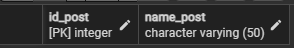 id_post
[PK] integer
name_post
character varying (50)